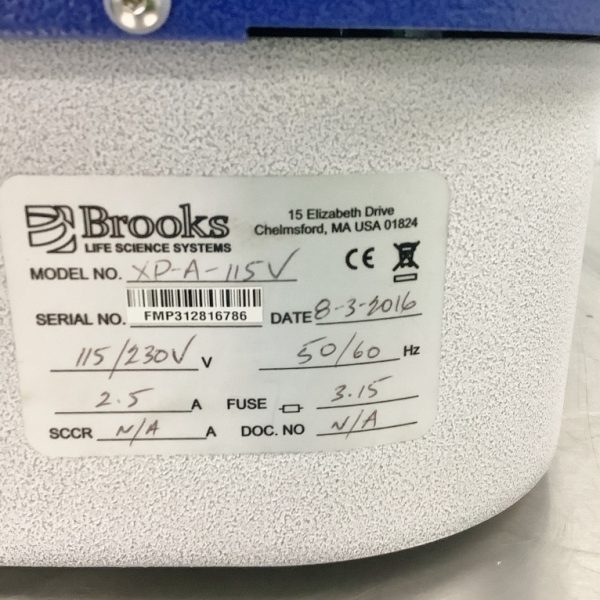 Brooks
LIFE SCIENCE SYSTEMS
15 Elizabeth Drive
Chelmsford, MA USA 01824
MODEL NO. XP-A-115V
CE
SERIAL NO. FMP312816786 DATE 8-3-2016
115/230V V 50/60 Hz
2.5 A FUSE 3.15
SCCR N/A A DOC. NO N/A